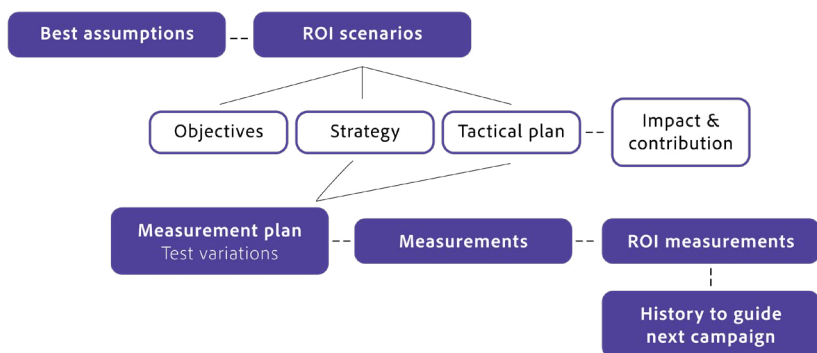 Best assumptions
ROI scenarios
Objectives
Strategy
Tactical plan
Impact &
contribution
Measurement plan
Test variations
Measurements
ROI measurements
History to guide
next campaign